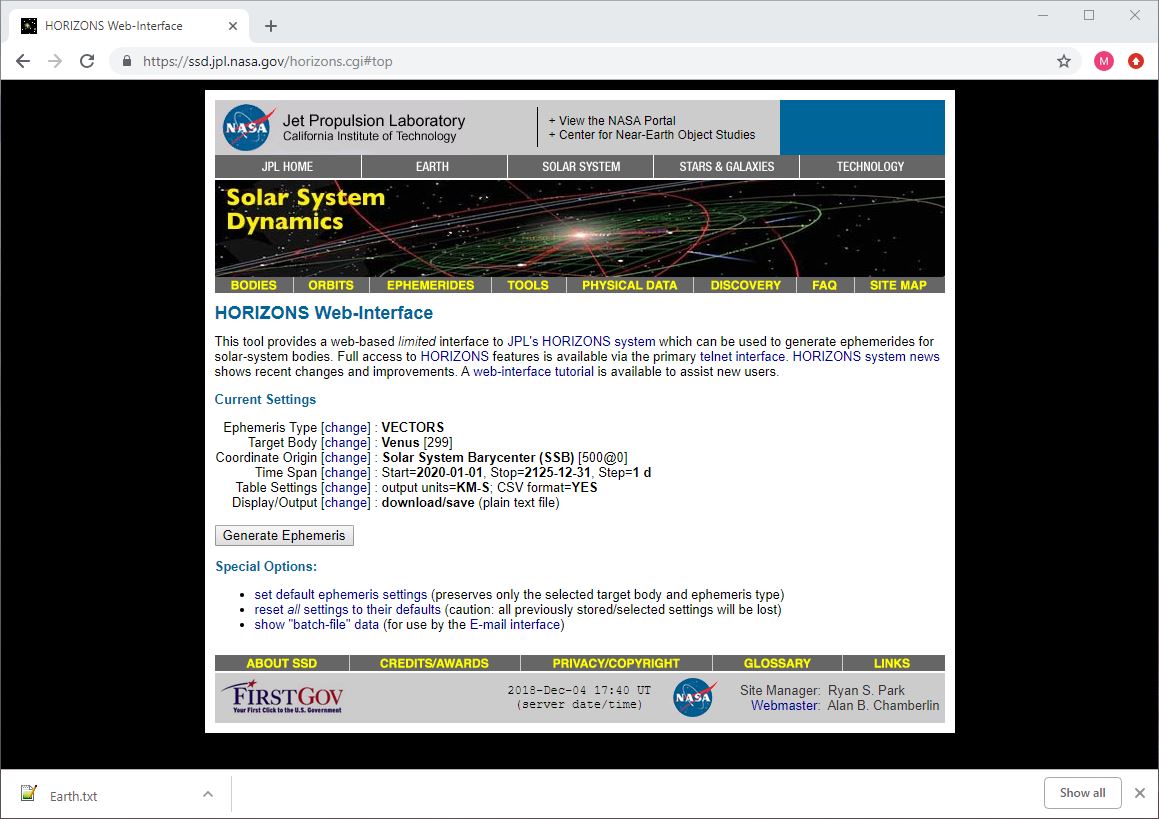 HORIZONS Web-Interface
https://ssd.jpl.nasa.gov/horizons.cgi#top
M
NASA
Jet Propulsion Laboratory
California Institute of Technology
+ View the NASA Portal
+ Center for Near-Earth Object Studies
JPL HOME EARTH SOLAR SYSTEM STARS & GALAXIES TECHNOLOGY
Solar System
Dynamics
BODIES ORBITS EPHEMERIDES TOOLS PHYSICAL DATA DISCOVERY FAQ SITE MAP
HORIZONS Web-Interface
This tool provides a web-based limited interface to JPL's HORIZONS system which can be used to generate ephemerides for
solar-system bodies. Full access to HORIZONS features is available via the primary telnet interface. HORIZONS system news
shows recent changes and improvements. A web-interface tutorial is available to assist new users.
Current Settings
Ephemeris Type [change] : VECTORS
Target Body [change] : Venus [299]
Coordinate Origin [change] : Solar System Barycenter (SSB) [500@0]
Time Span [change] : Start=2020-01-01, Stop=2125-12-31, Step=1 d
Table Settings [change] : output units=KM-S; CSV format=YES
Display/Output [change] : download/save (plain text file)
Generate Ephemeris
Special Options:
• set default ephemeris settings (preserves only the selected target body and ephemeris type)
• reset all settings to their defaults (caution: all previously stored/selected settings will be lost)
• show "batch-file" data (for use by the E-mail interface)
ABOUT SSD CREDITS/AWARDS PRIVACY/COPYRIGHT GLOSSARY LINKS
FIRSTGOV
Your First Click to the U.S. Government
2018-Dec-04 17:40 UT
(server date/time)
NASA
Site Manager: Ryan S. Park
Webmaster: Alan B. Chamberlin
Earth.txt
Show all